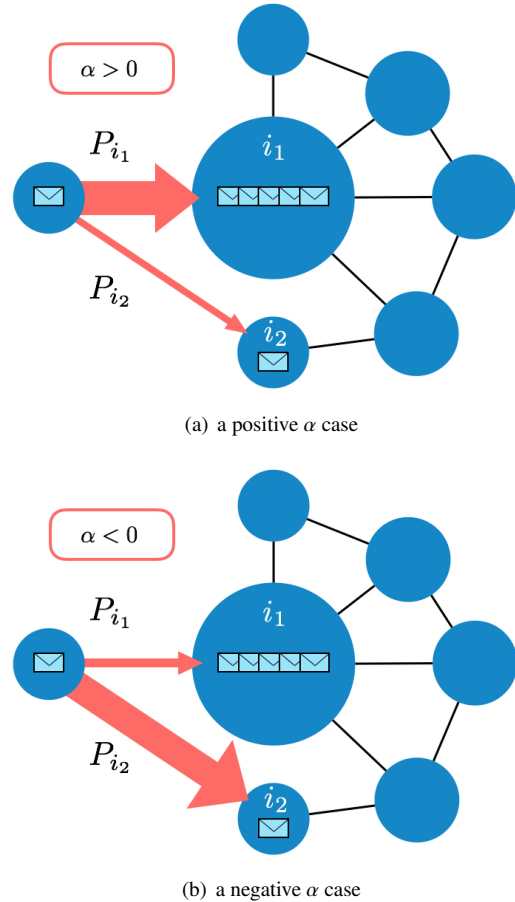 α > 0
P_{i_1}
i_1
P_{i_2}
i_2
(a) a positive α case
α < 0
P_{i_1}
i_1
P_{i_2}
i_2
(b) a negative α case